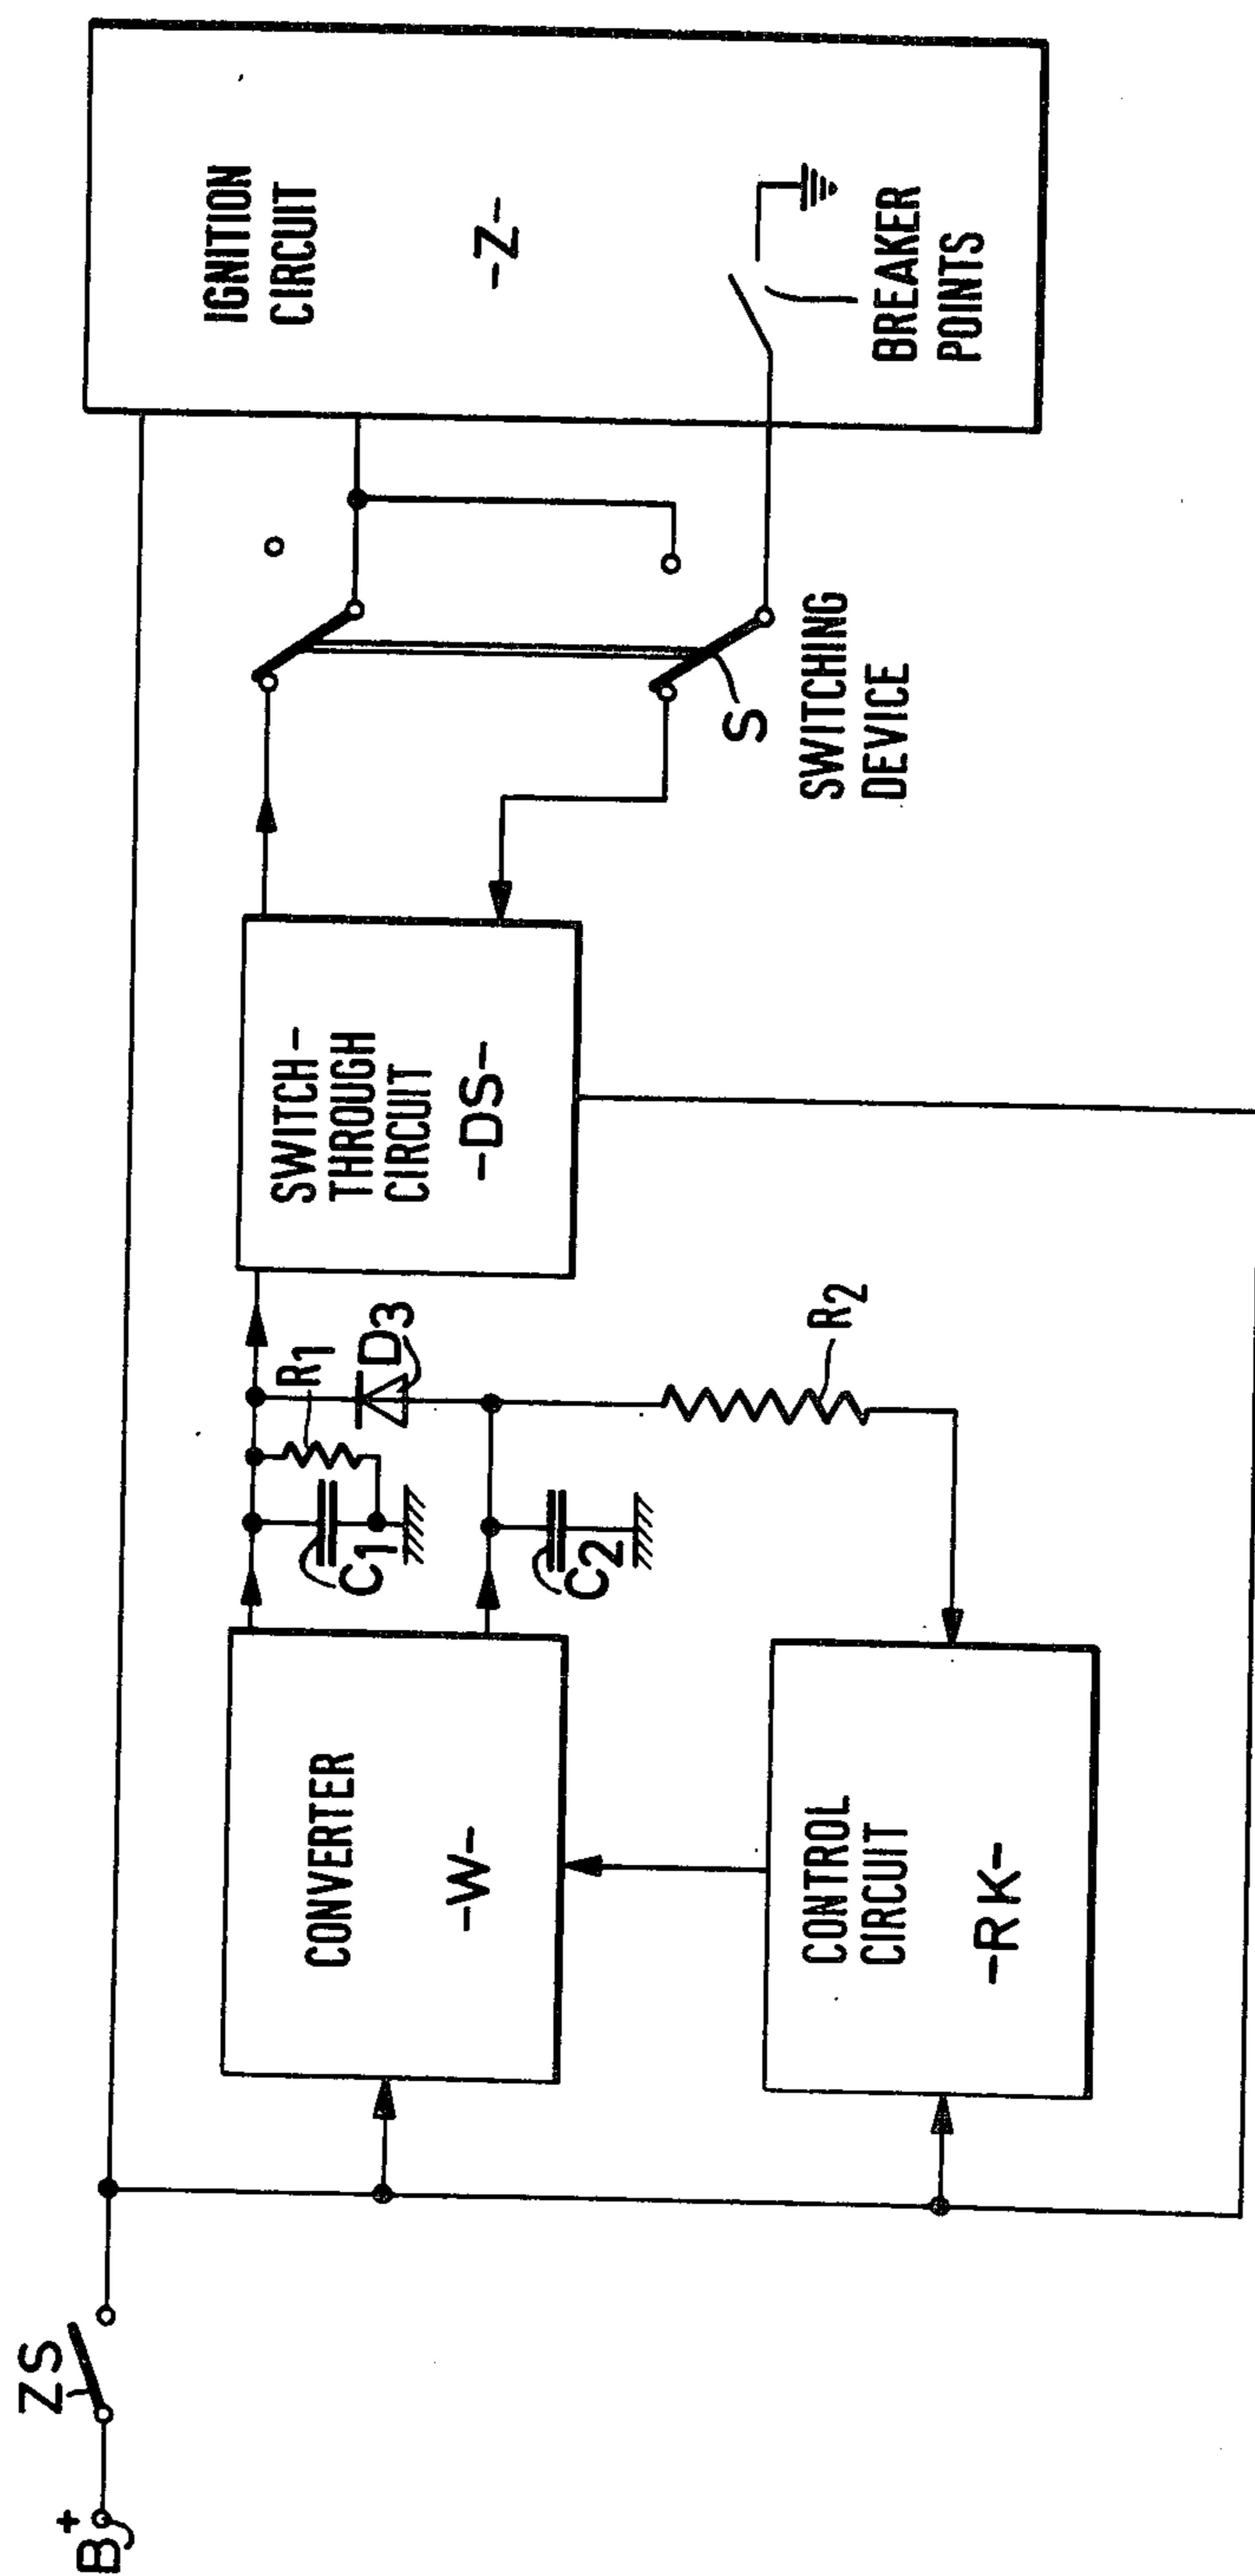 B+
ZS
CONVERTER
-W-
CONTROL
CIRCUIT
-RK-
C1
R1
D3
C2
R2
SWITCH-
THROUGH
CIRCUIT
-DS-
S
SWITCHING
DEVICE
IGNITION
CIRCUIT
-Z-
BREAKER
POINTS